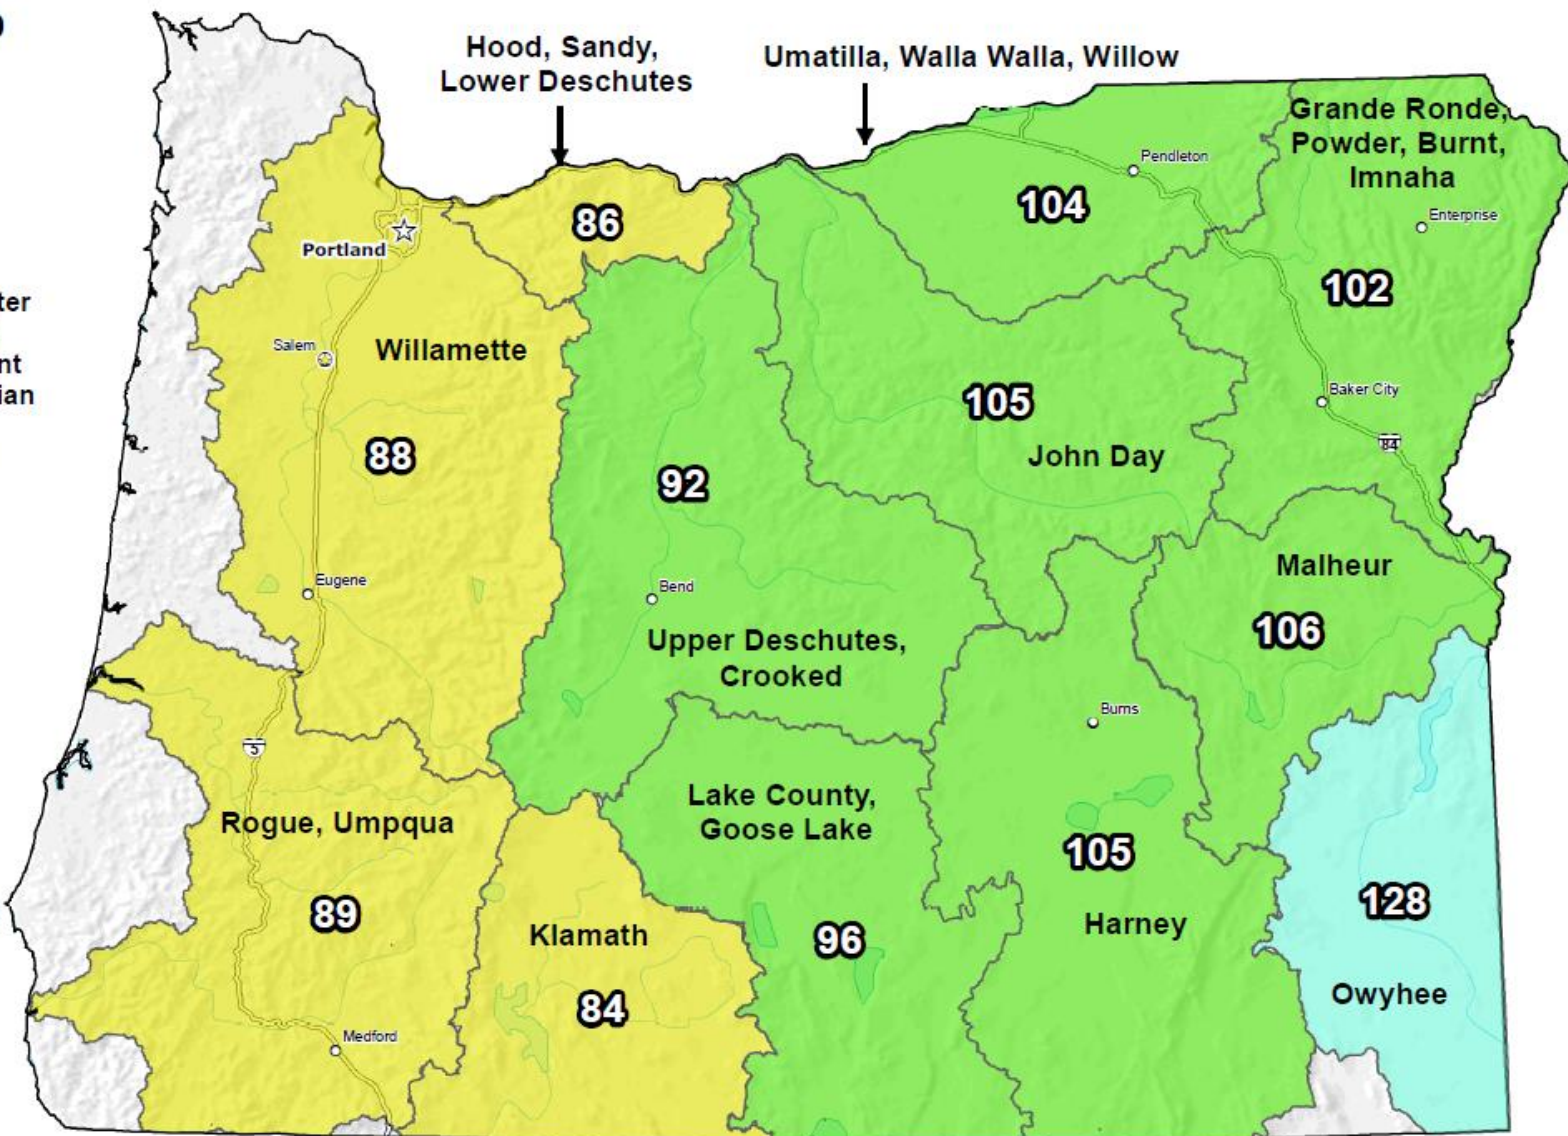 Hood, Sandy,
Lower Deschutes
Umatilla, Walla Walla, Willow
Grande Ronde,
Powder, Burnt,
Imnaha
Pendleton
104
Enterprise
86
Portland
102
ter
Salem
Willamette
nt
ian
Baker City
105
John Day
84
88
92
Malheur
Eugene
Bend
106
Upper Deschutes,
Crooked
Burns
5
Lake County,
Goose Lake
Rogue, Umpqua
105
128
89
Klamath
96
Harney
Owyhee
84
Medford